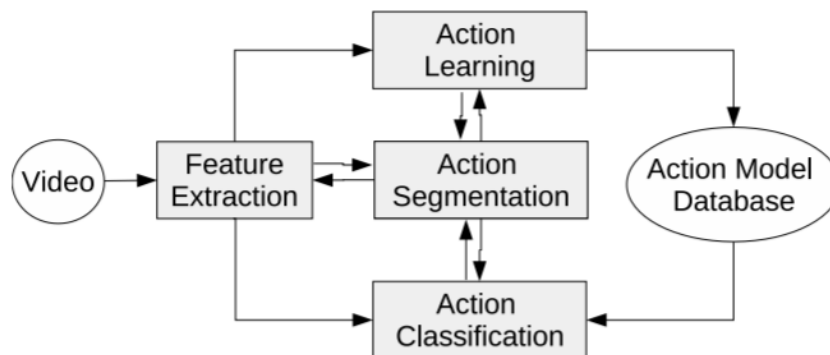 Action
Learning
Video
Feature
Extraction
Action
Segmentation
Action Model
Database
Action
Classification